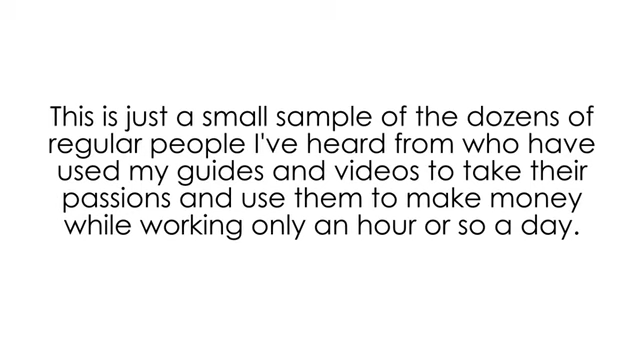 This is just a small sample of the dozens of
regular people I've heard from who have
used my guides and videos to take their
passions and use them to make money
while working only an hour or so a day.